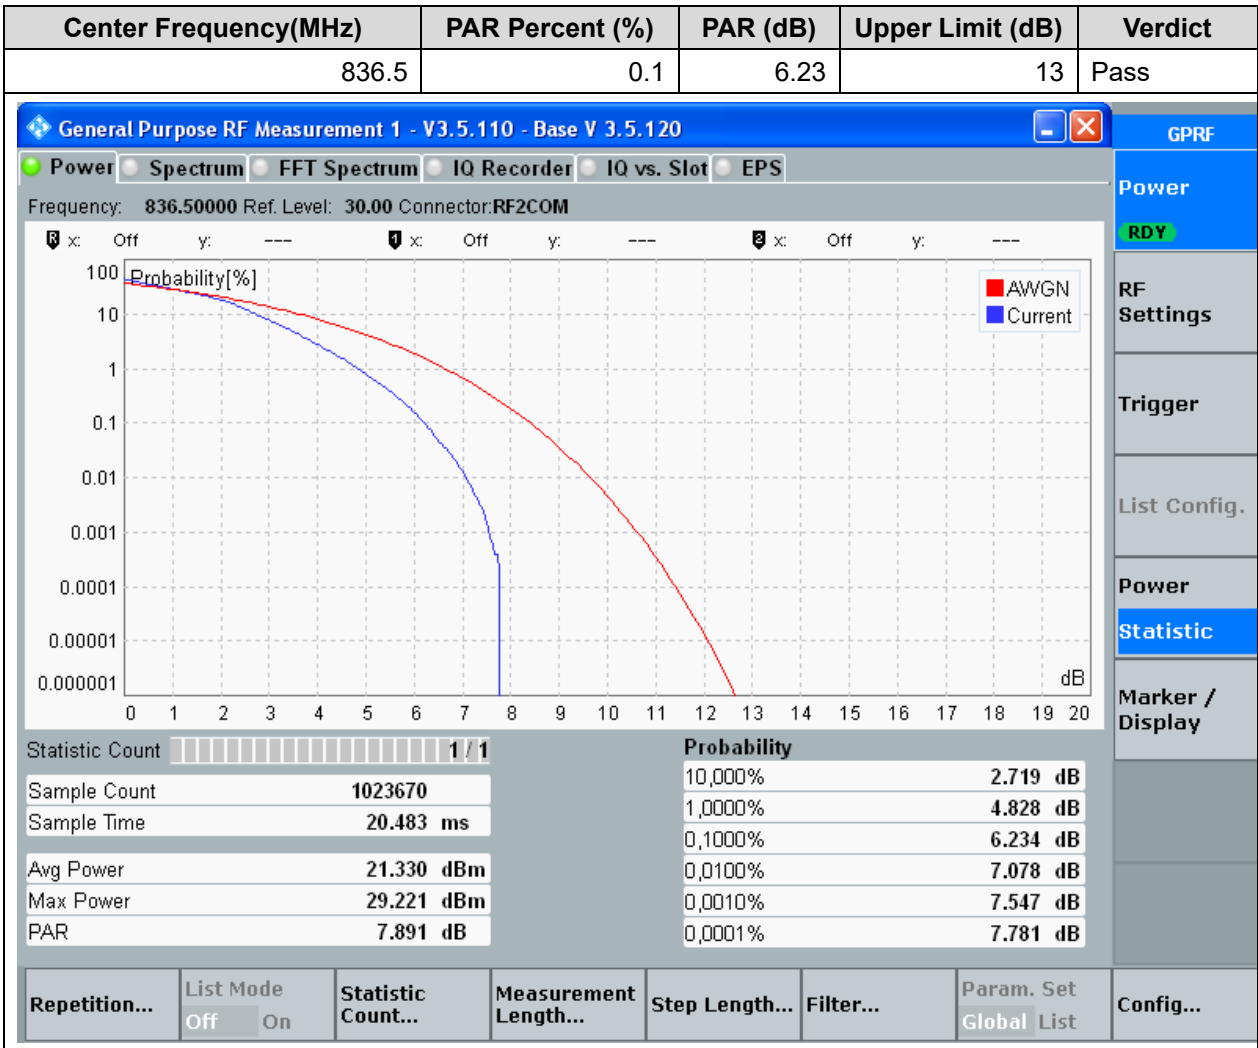 Center Frequency(MHz) PAR Percent (%) PAR (dB) Upper Limit (dB) Verdict
836.5 0.1 6.23 13 Pass
General Purpose RF Measurement 1 - V3.5.110 - Base V 3.5.120
GPRF
Power Spectrum FFT Spectrum IQ Recorder IQ vs. Slot EPS
Power
RDY
Frequency: 836.50000 Ref. Level: 30.00 Connector:RF2COM
R x: Off y: --- 1 x: Off y: --- 2 x: Off y: ---
Probability[%]
AWGN
Current
100
10
1
0.1
0.01
0.001
0.0001
0.00001
0.000001
dB
0 1 2 3 4 5 6 7 8 9 10 11 12 13 14 15 16 17 18 19 20
RF
Settings
Trigger
List Config.
Power
Statistic
Marker /
Display
Statistic Count 1 / 1
Sample Count 1023670
Sample Time 20.483 ms
Avg Power 21.330 dBm
Max Power 29.221 dBm
PAR 7.891 dB
Probability
10,000% 2.719 dB
1,0000% 4.828 dB
0,1000% 6.234 dB
0,0100% 7.078 dB
0,0010% 7.547 dB
0,0001% 7.781 dB
Repetition...
List Mode
Off On
Statistic
Count...
Measurement
Length...
Step Length...
Filter...
Param. Set
Global List
Config...